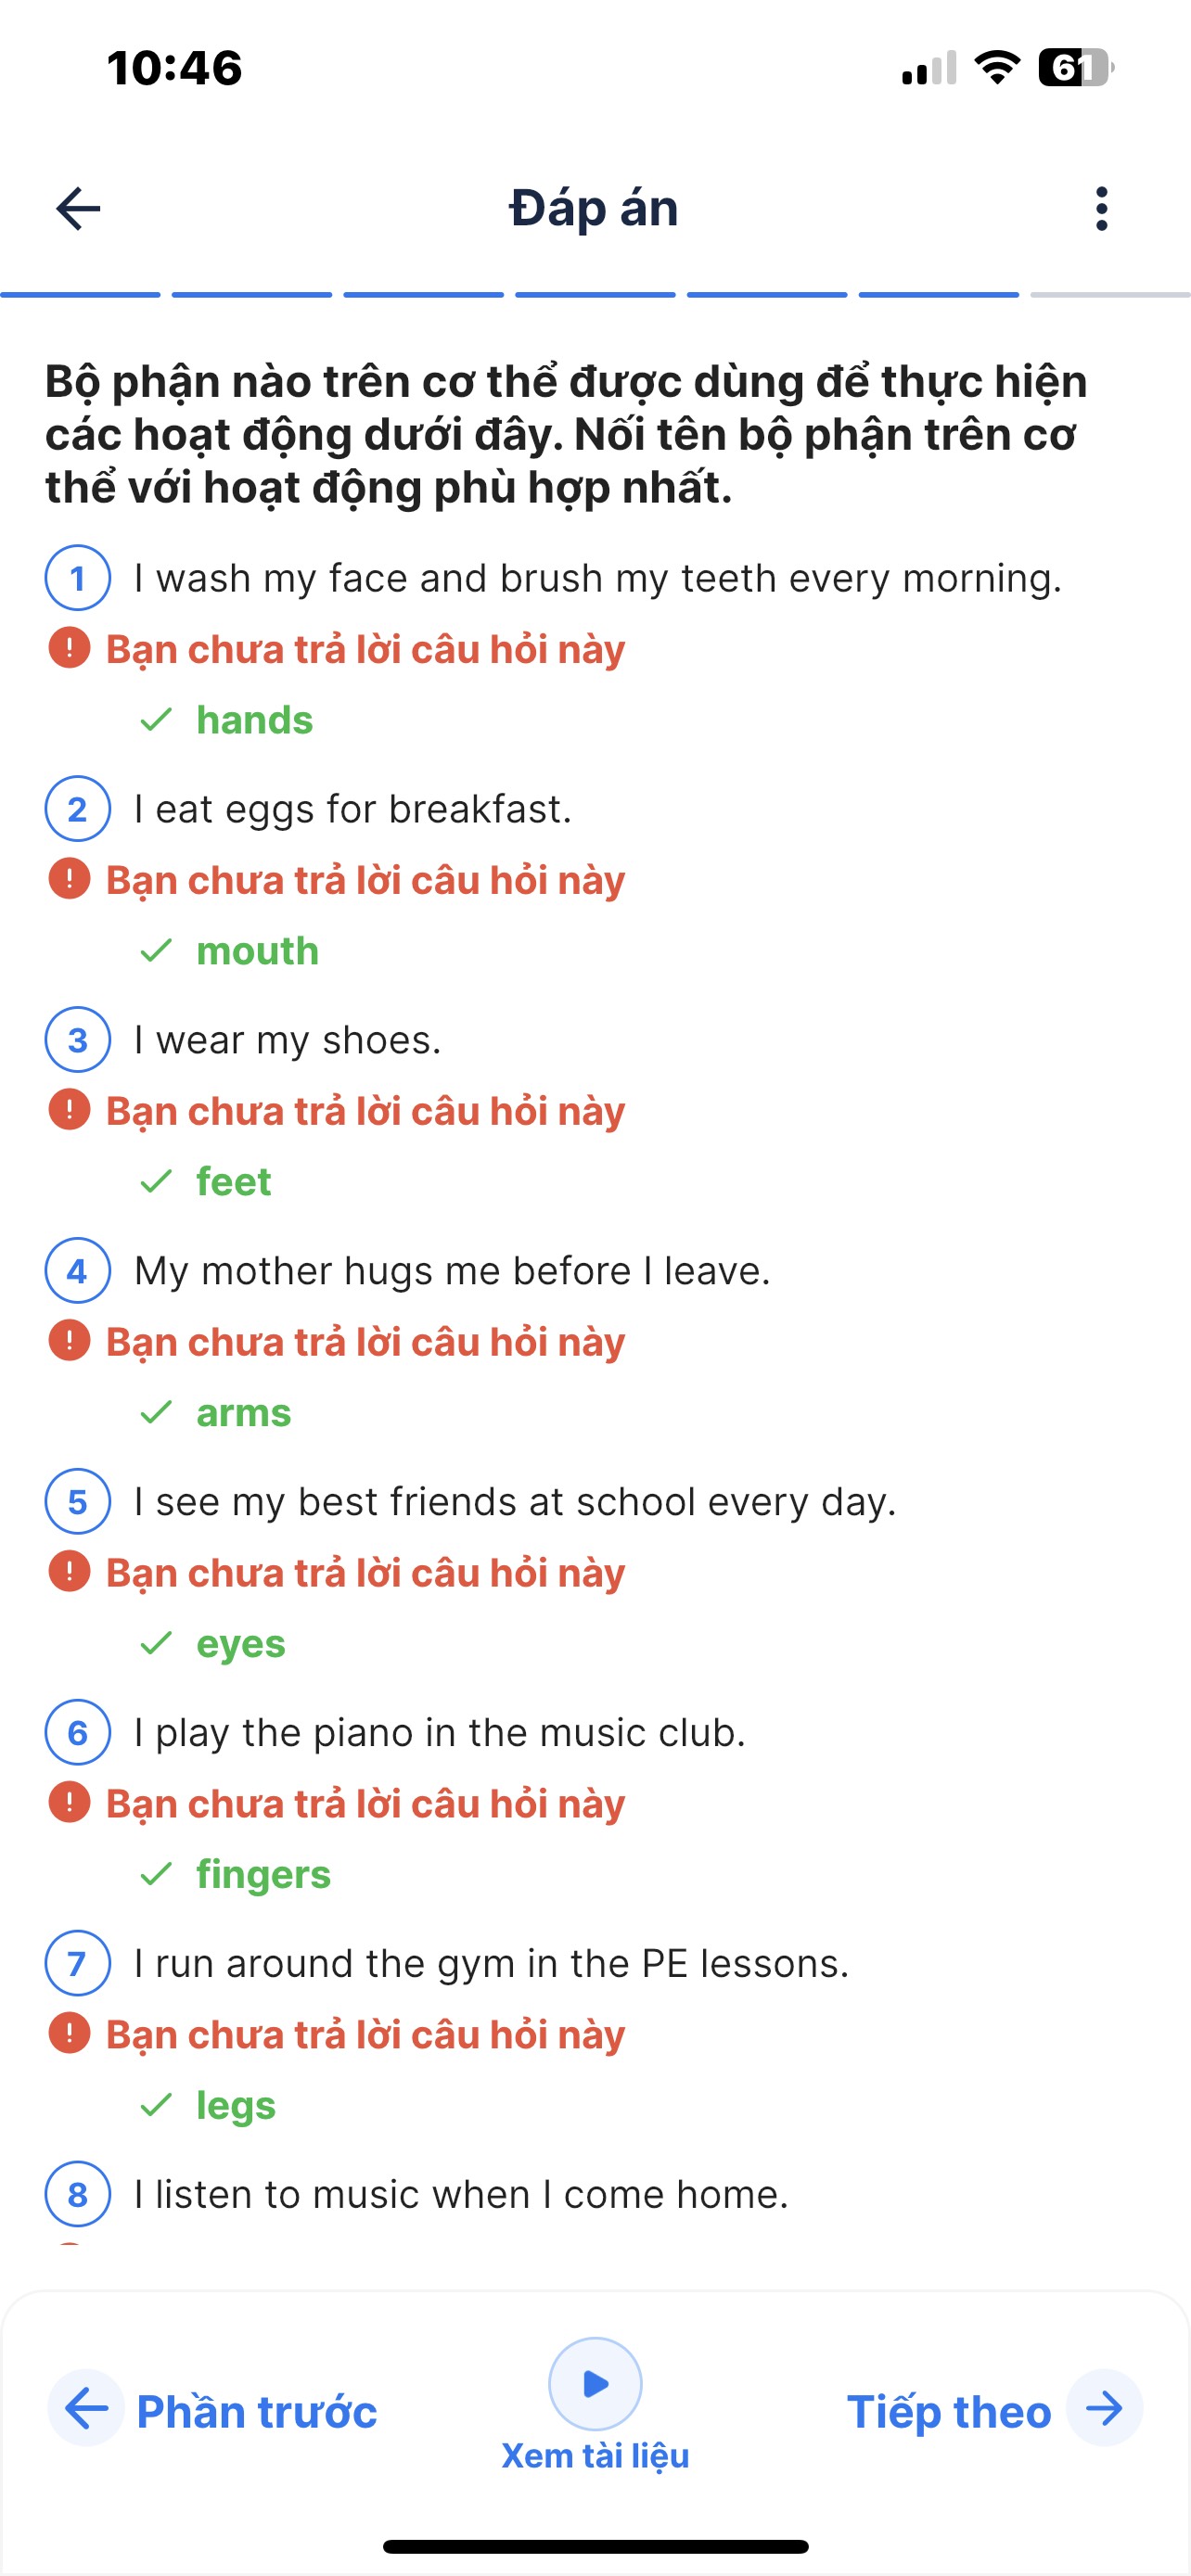 10:46
61
Đáp án
Bộ phận nào trên cơ thể được dùng để thực hiện
các hoạt động dưới đây. Nối tên bộ phận trên cơ
thể với hoạt động phù hợp nhất.
1 I wash my face and brush my teeth every morning.
! Bạn chưa trả lời câu hỏi này
✓ hands
2 I eat eggs for breakfast.
! Bạn chưa trả lời câu hỏi này
✓ mouth
3 I wear my shoes.
! Bạn chưa trả lời câu hỏi này
✓ feet
4 My mother hugs me before I leave.
! Bạn chưa trả lời câu hỏi này
✓ arms
5 I see my best friends at school every day.
! Bạn chưa trả lời câu hỏi này
✓ eyes
6 I play the piano in the music club.
! Bạn chưa trả lời câu hỏi này
✓ fingers
7 I run around the gym in the PE lessons.
! Bạn chưa trả lời câu hỏi này
✓ legs
8 I listen to music when I come home.
Phần trước
Xem tài liệu
Tiếp theo